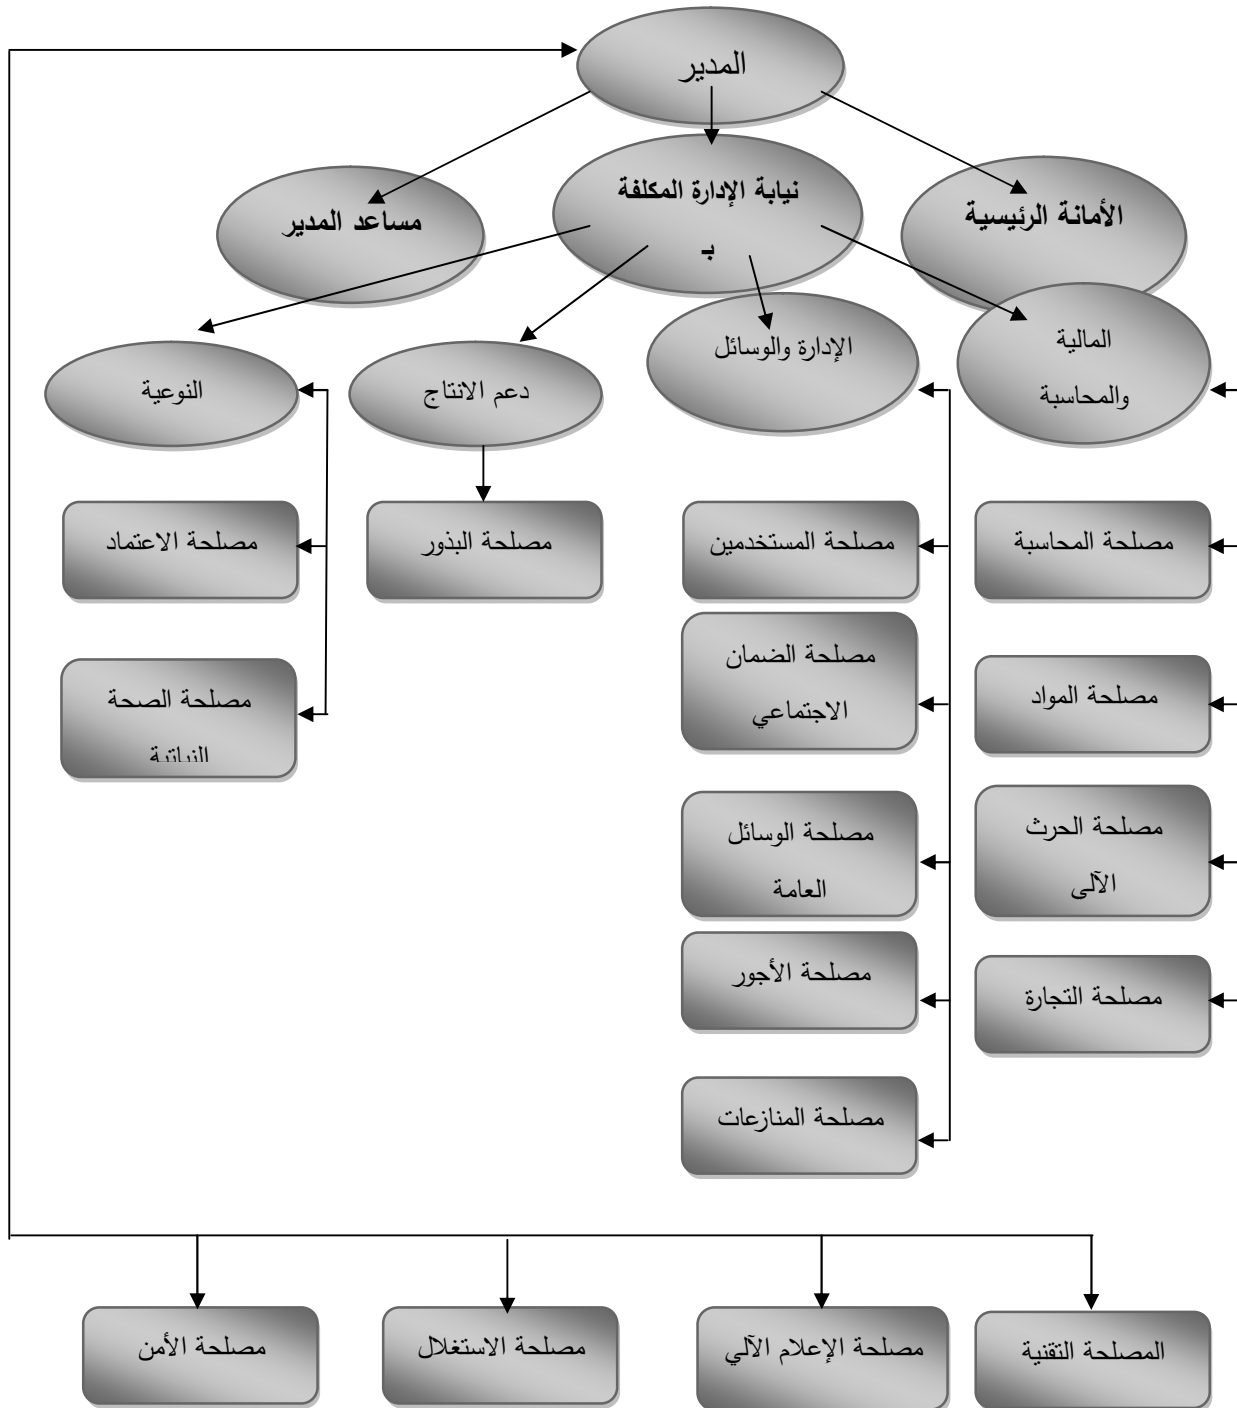 المدير
الأمانة الرئيسية
نيابة الإدارة المكلفة
بـ
مساعد المدير
المالية
والمحاسبة
الإدارة والوسائل
دعم الانتاج
النوعية
مصلحة المحاسبة
مصلحة المستخدمين
مصلحة البذور
مصلحة الاعتماد
مصلحة المواد
مصلحة الضمان
الاجتماعي
مصلحة الصحة
النباتية
مصلحة الحرث
الآلى
مصلحة الوسائل
العامة
مصلحة التجارة
مصلحة الأجور
مصلحة المنازعات
المصلحة التقنية
مصلحة الإعلام الآلي
مصلحة الاستغلال
مصلحة الأمن